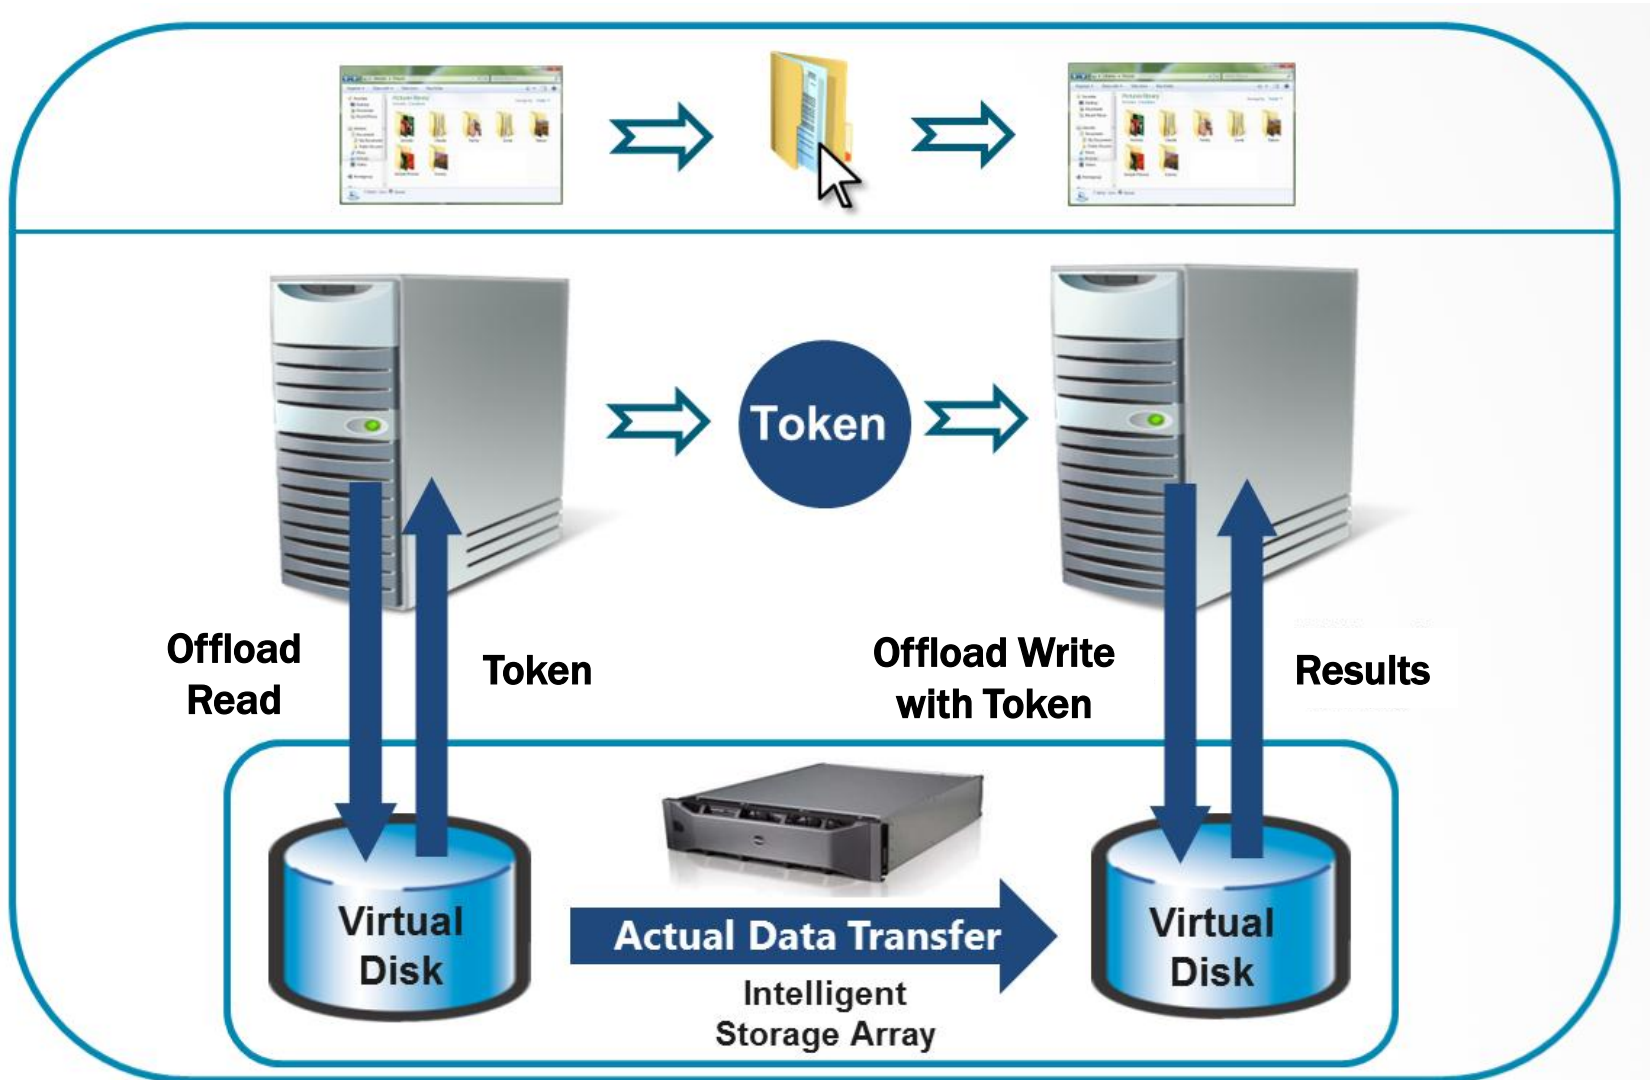 Token
Offload
Read
Token
Offload Write
with Token
Results
Virtual
Disk
Actual Data Transfer
Intelligent
Storage Array
Virtual
Disk